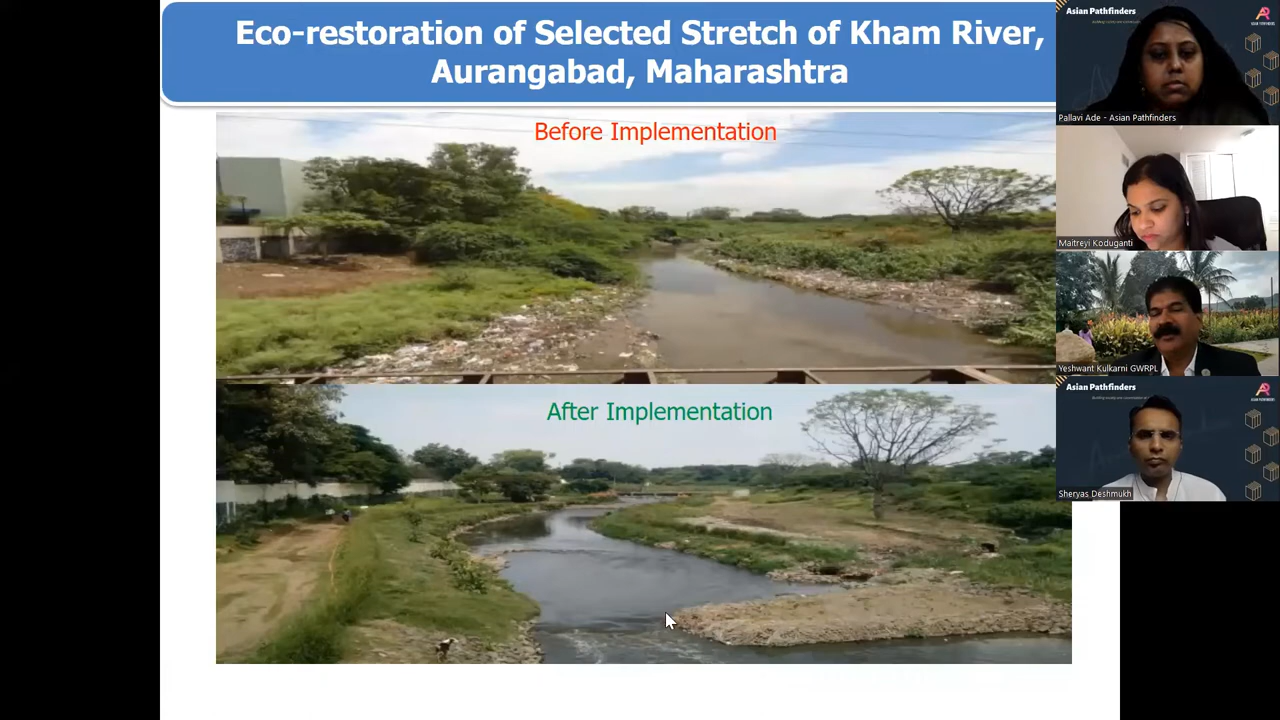 Eco-restoration of Selected Stretch of Kham River,
Aurangabad, Maharashtra
Before Implementation
After Implementation
Asian Pathfinders
Pallavi Ade - Asian Pathfinders
Maitreyi Koduganti
Yeshwant Kulkarni GWRPL
Asian Pathfinders
Sheryas Deshmukh